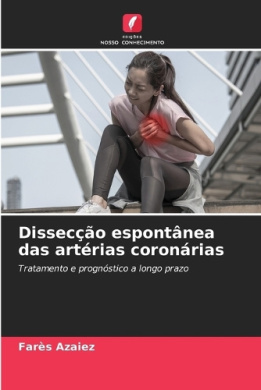 edições
NOSSO CONHECIMENTO
Dissecção espontânea
das artérias coronárias
Tratamento e prognóstico a longo prazo
Farès Azaiez